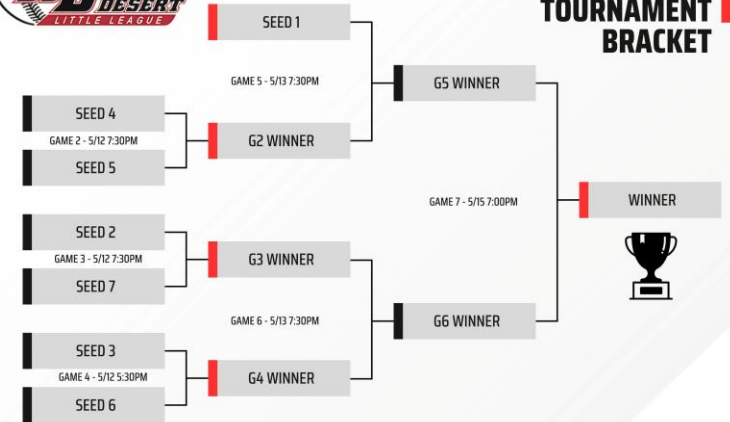 DESERT
LITTLE LEAGUE
TOURNAMENT
BRACKET
SEED 1
GAME 5 - 5/13 7:30PM
G5 WINNER
SEED 4
GAME 2 - 5/12 7:30PM
G2 WINNER
SEED 5
GAME 7 - 5/15 7:00PM
WINNER
SEED 2
GAME 3 - 5/12 7:30PM
G3 WINNER
SEED 7
GAME 6 - 5/13 7:30PM
G6 WINNER
SEED 3
GAME 4 - 5/12 5:30PM
G4 WINNER
SEED 6